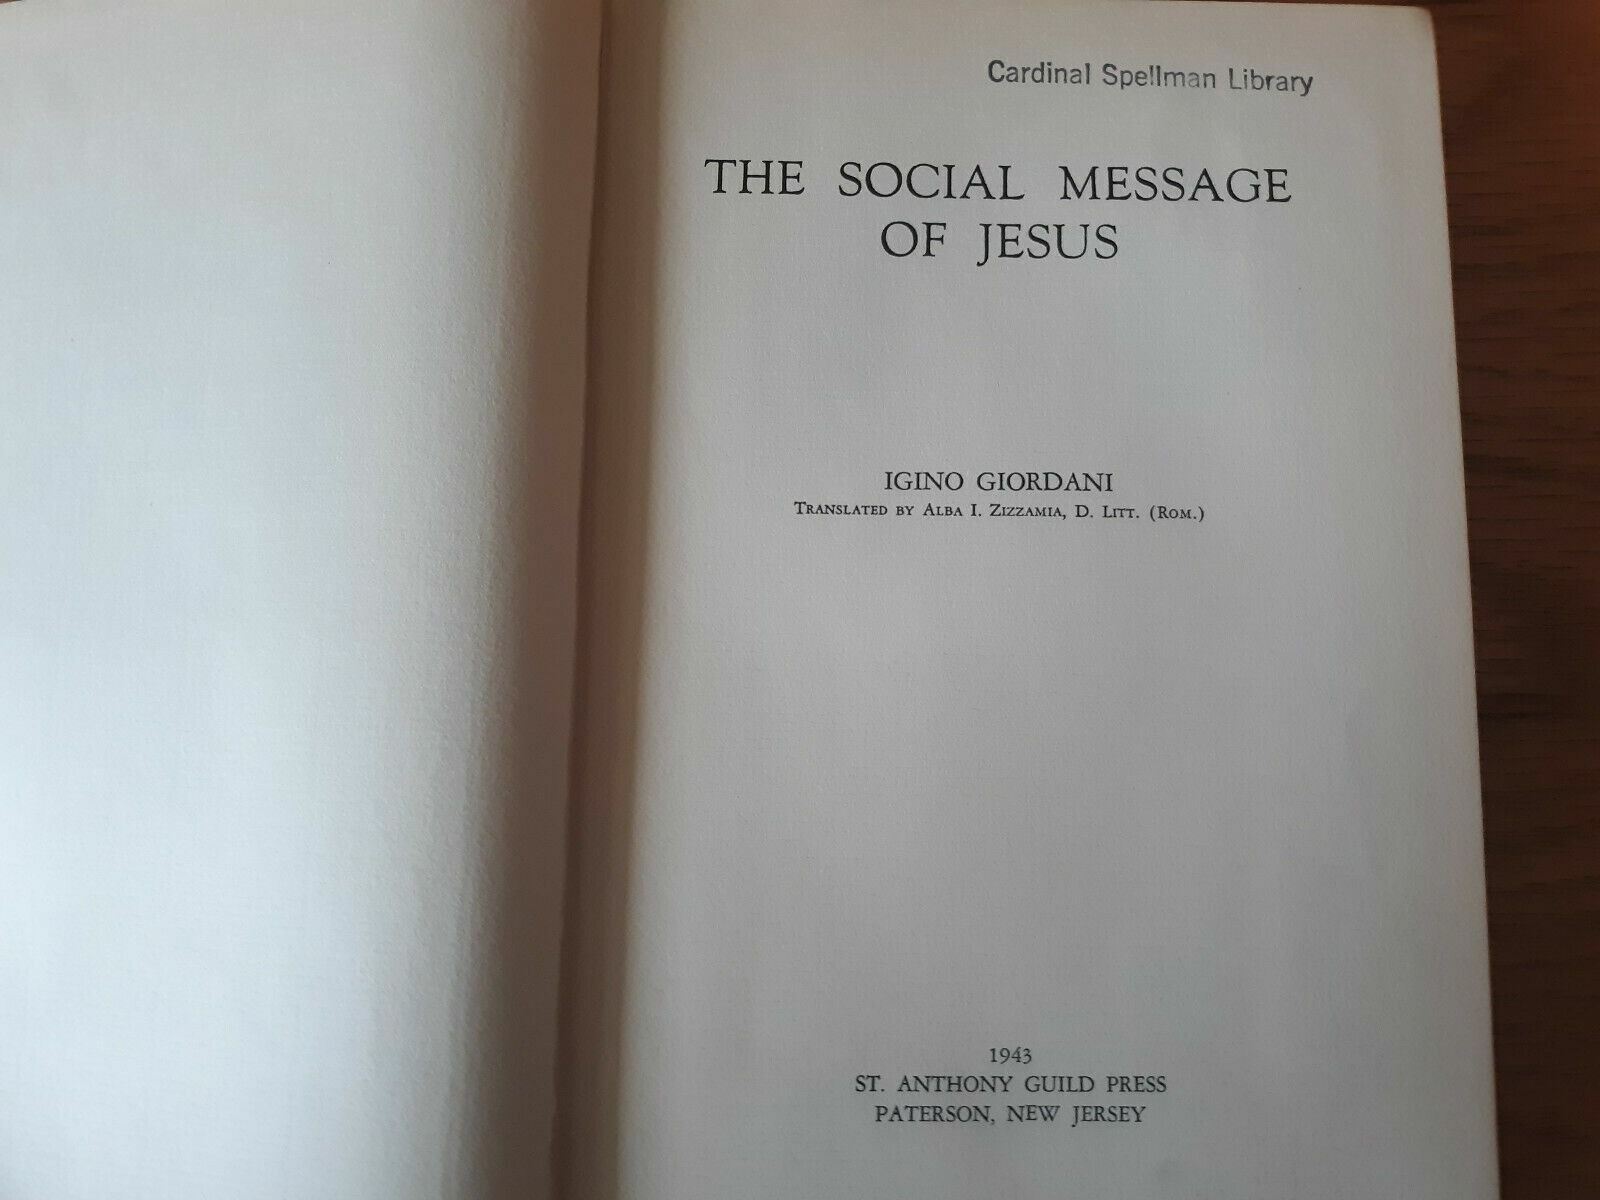 Cardinal Spellman Library
THE SOCIAL MESSAGE
OF JESUS
IGINO GIORDANI
TRANSLATED BY ALBA I. ZIZZAMIA, D. LITT. (ROM.)
1943
ST. ANTHONY GUILD PRESS
PATERSON, NEW JERSEY